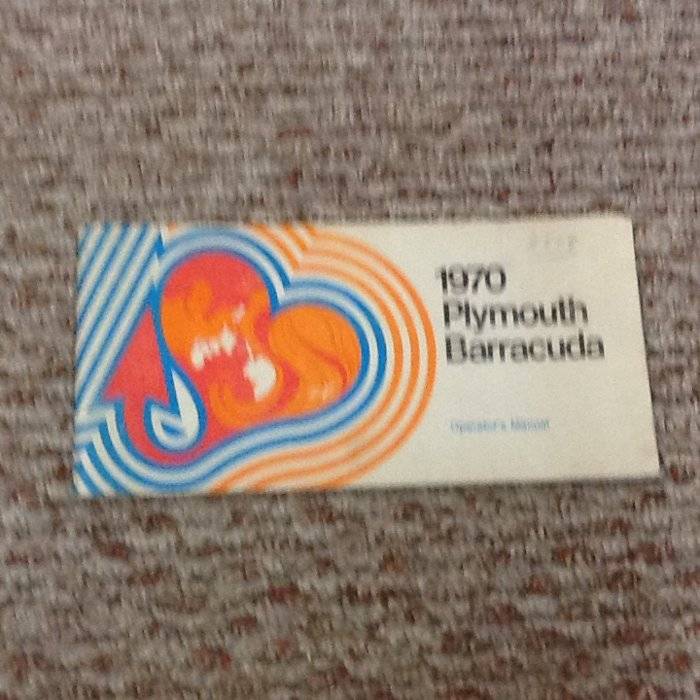 1970
Plymouth
Barracuda
Operator's Manual